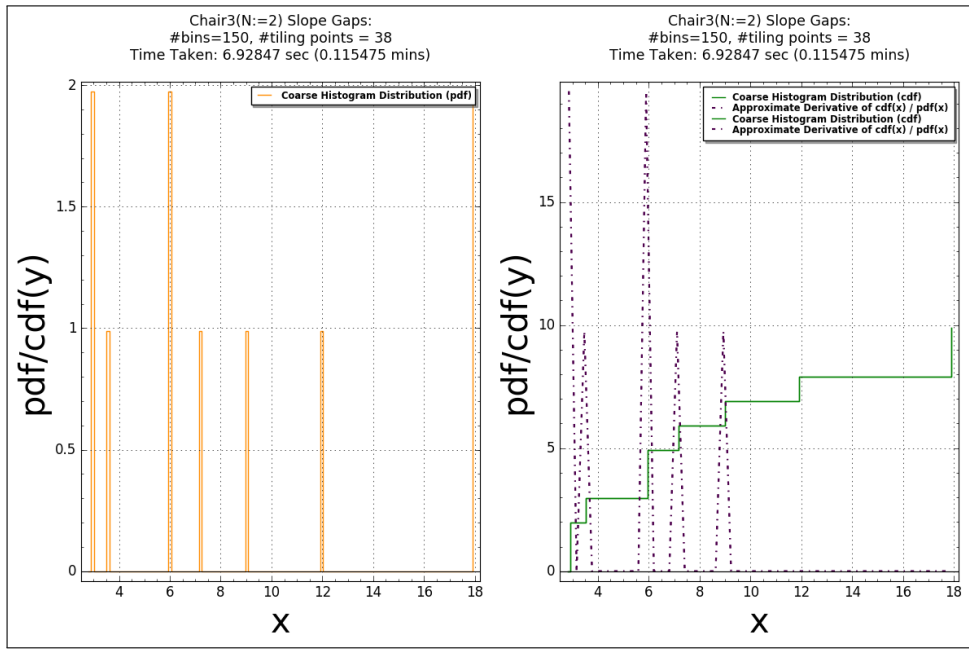 Chair3(N:=2) Slope Gaps:
#bins=150, #tiling points = 38
Time Taken: 6.92847 sec (0.115475 mins)
Coarse Histogram Distribution (pdf)
2
1.5
1
0.5
0
4 6 8 10 12 14 16 18
pdf/cdf(y)
x
Chair3(N:=2) Slope Gaps:
#bins=150, #tiling points = 38
Time Taken: 6.92847 sec (0.115475 mins)
Coarse Histogram Distribution (cdf)
Approximate Derivative of cdf(x) / pdf(x)
Coarse Histogram Distribution (cdf)
Approximate Derivative of cdf(x) / pdf(x)
15
10
5
0
4 6 8 10 12 14 16 18
pdf/cdf(y)
x